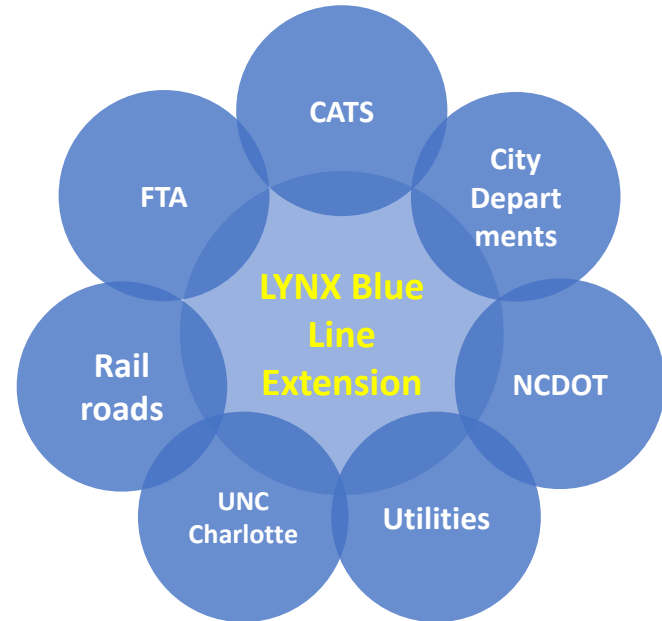 CATS
City
Depart
ments
FTA
LYNX Blue
Line
Extension
Rail
roads
NCDOT
UNC
Charlotte
Utilities